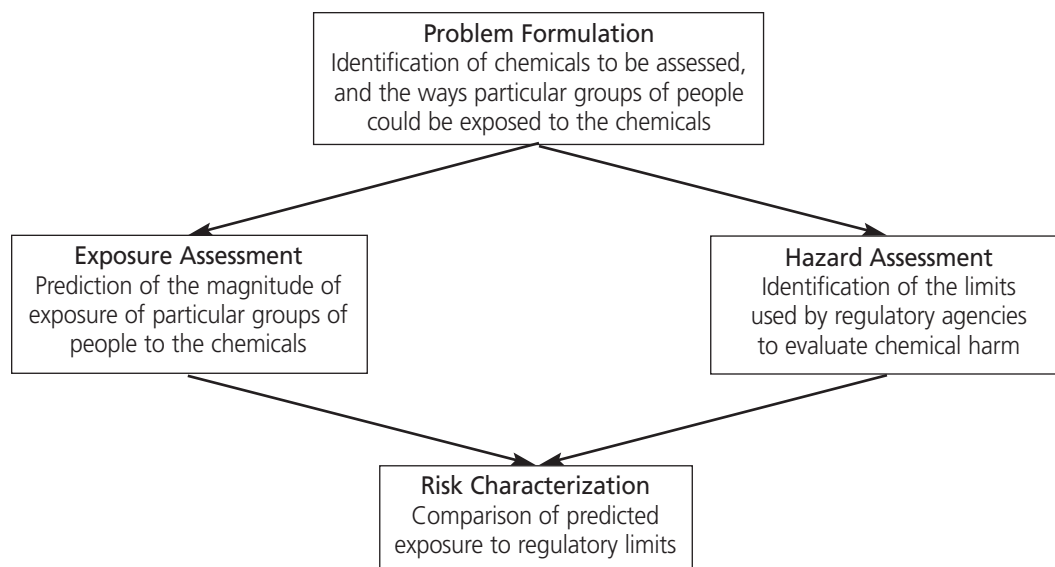 Problem Formulation
Identification of chemicals to be assessed,
and the ways particular groups of people
could be exposed to the chemicals
Exposure Assessment
Prediction of the magnitude of
exposure of particular groups of
people to the chemicals
Hazard Assessment
Identification of the limits
used by regulatory agencies
to evaluate chemical harm
Risk Characterization
Comparison of predicted
exposure to regulatory limits